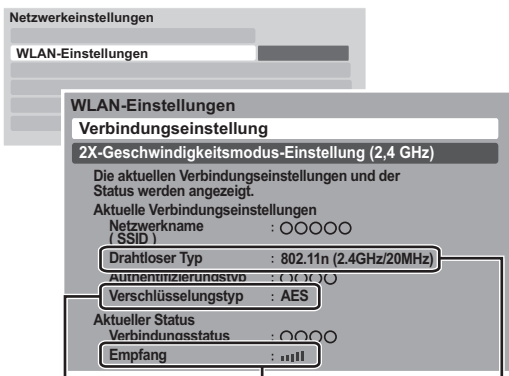 Netzwerkeinstellungen
WLAN-Einstellungen
WLAN-Einstellungen
Verbindungseinstellung
2X-Geschwindigkeitsmodus-Einstellung (2,4 GHz)
Die aktuellen Verbindungseinstellungen und der
Status werden angezeigt.
Aktuelle Verbindungseinstellungen
Netzwerkname : ○○○○○
( SSID )
Drahtloser Typ : 802.11n (2.4GHz/20MHz)
Authentifizierungstyp : ○○○○
Verschlüsselungstyp : AES
Aktueller Status
Verbindungsstatus : ○○○○
Empfang :